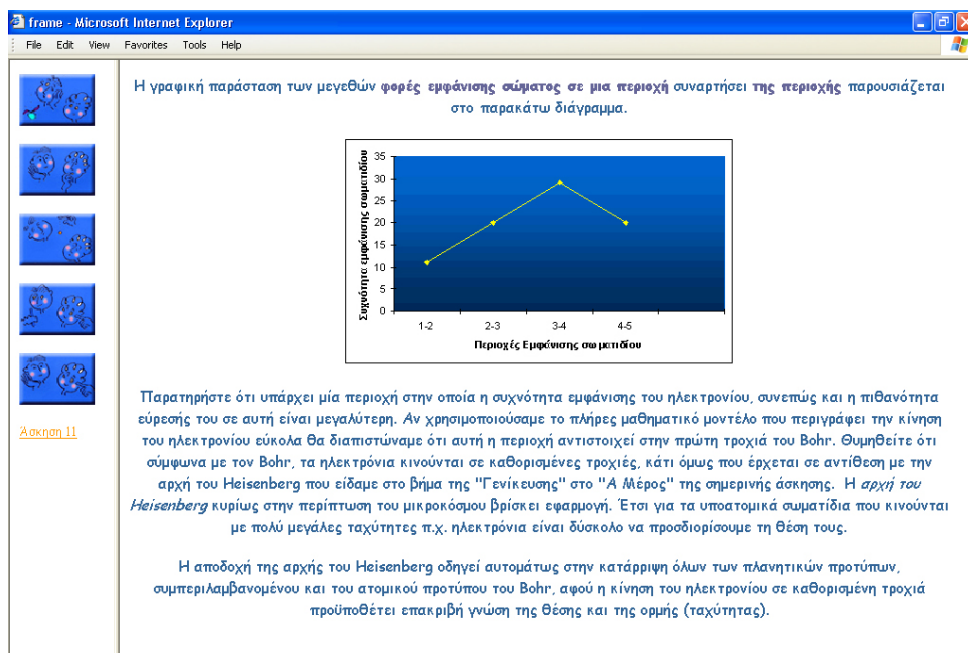 frame - Microsoft Internet Explorer
File Edit View Favorites Tools Help
Η γραφική παράσταση των μεγεθών φορές εμφάνισης σώματος σε μια περιοχή συναρτήσει της περιοχής παρουσιάζεται
στο παρακάτω διάγραμμα.
Συχνότητα εμφάνισης σωματιδίου
35
30
25
20
15
10
5
0
1-2 2-3 3-4 4-5
Περιοχές Εμφάνισης σωματιδίου
Παρατηρήστε ότι υπάρχει μία περιοχή στην οποία η συχνότητα εμφάνισης του ηλεκτρονίου, συνεπώς και η πιθανότητα
εύρεσής του σε αυτή είναι μεγαλύτερη. Αν χρησιμοποιούσαμε το πλήρες μαθηματικό μοντέλο που περιγράφει την κίνηση
του ηλεκτρονίου εύκολα θα διαπιστώναμε ότι αυτή η περιοχή αντιστοιχεί στην πρώτη τροχιά του Bohr. Θυμηθείτε ότι
σύμφωνα με τον Bohr, τα ηλεκτρόνια κινούνται σε καθορισμένες τροχιές, κάτι όμως που έρχεται σε αντίθεση με την
αρχή του Heisenberg που είδαμε στο βήμα της "Γενίκευσης" στο "Α Μέρος" της σημερινής άσκησης. Η αρχή του
Heisenberg κυρίως στην περίπτωση του μικροκόσμου βρίσκει εφαρμογή. Έτσι για τα υποατομικά σωματίδια που κινούνται
με πολύ μεγάλες ταχύτητες π.χ. ηλεκτρόνια είναι δύσκολο να προσδιορίσουμε τη θέση τους.
Η αποδοχή της αρχής του Heisenberg οδηγεί αυτομάτως στην κατάρριψη όλων των πλανητικών προτύπων,
συμπεριλαμβανομένου και του ατομικού προτύπου του Bohr, αφού η κίνηση του ηλεκτρονίου σε καθορισμένη τροχιά
προϋποθέτει επακριβή γνώση της θέσης και της ορμής (ταχύτητας).
Άσκηση 11